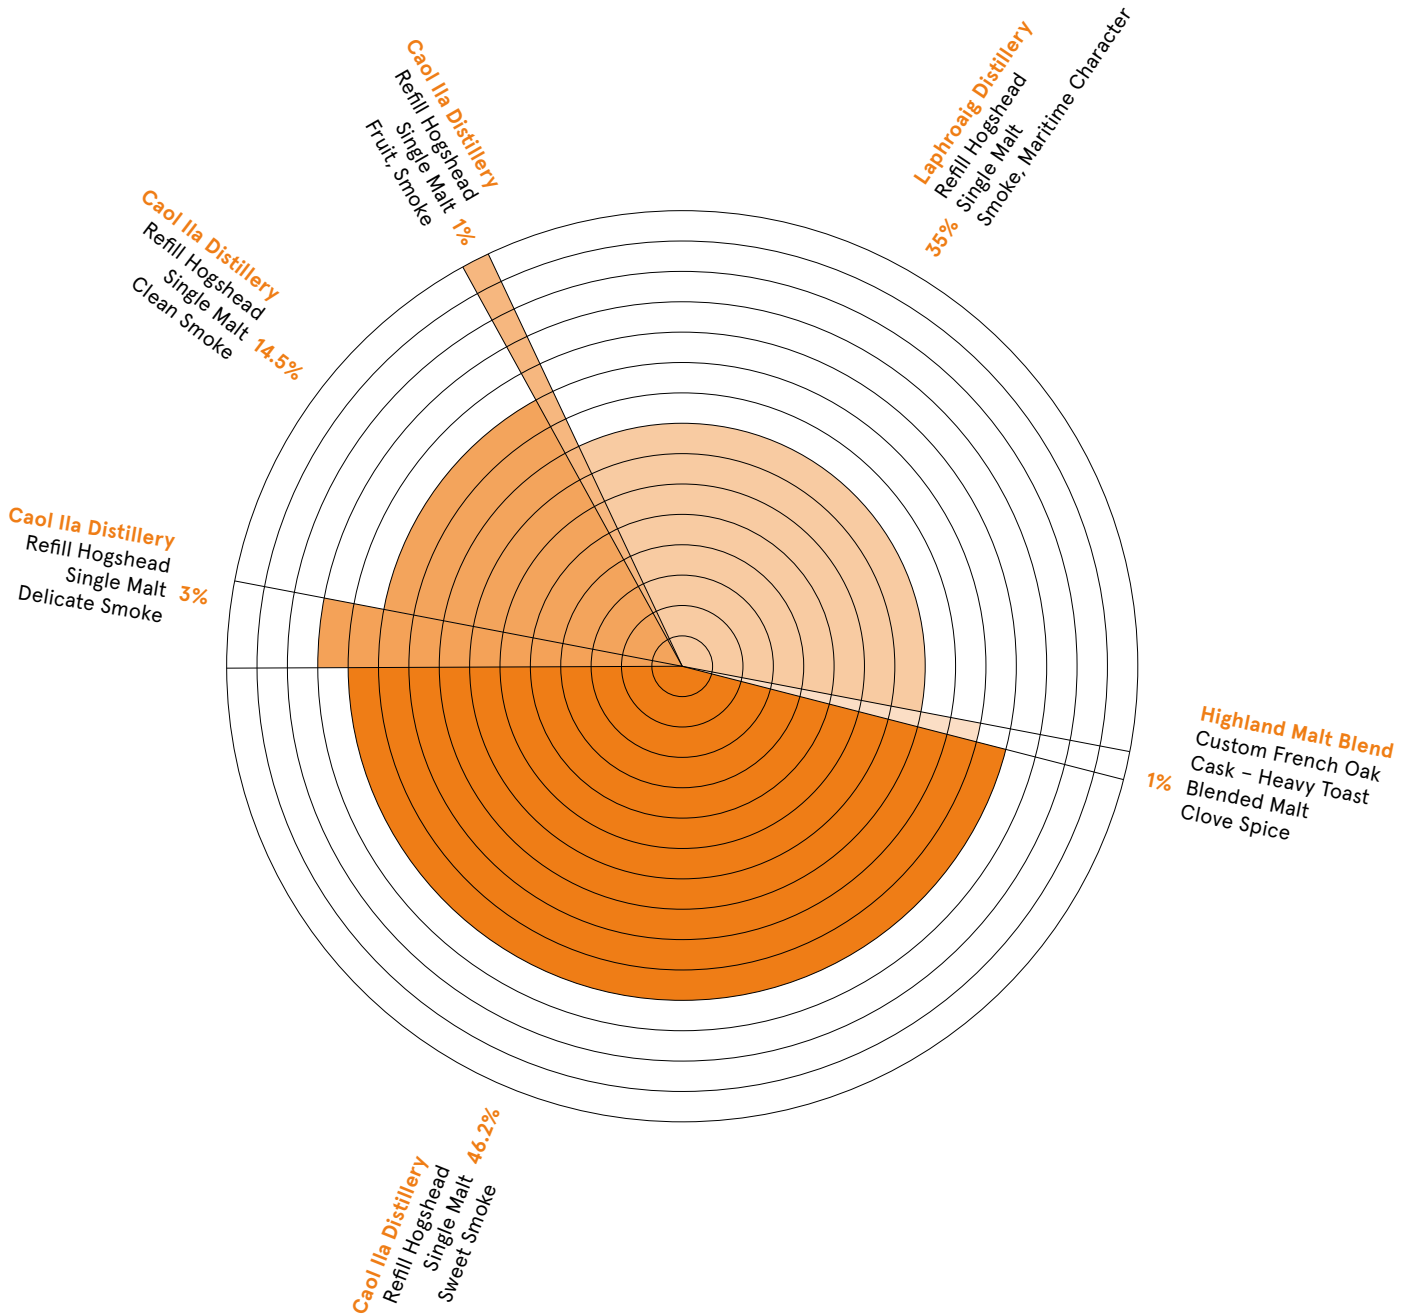 Caol Ila Distillery
Refill Hogshead
Single Malt
Fruit, Smoke
1%
Laphroaig Distillery
Refill Hogshead
Single Malt
Smoke, Maritime Character
35%
Caol Ila Distillery
Refill Hogshead
Single Malt
Clean Smoke
14.5%
Caol Ila Distillery
Refill Hogshead
Single Malt
Delicate Smoke
3%
Highland Malt Blend
Custom French Oak
Cask – Heavy Toast
Blended Malt
Clove Spice
1%
Caol Ila Distillery
Refill Hogshead
Single Malt
Sweet Smoke
46.2%